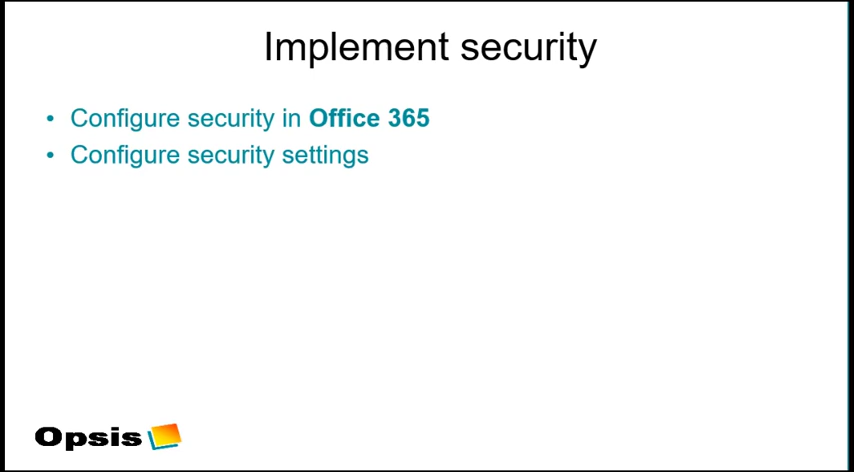 Implement security
• Configure security in Office 365
• Configure security settings
Opsis